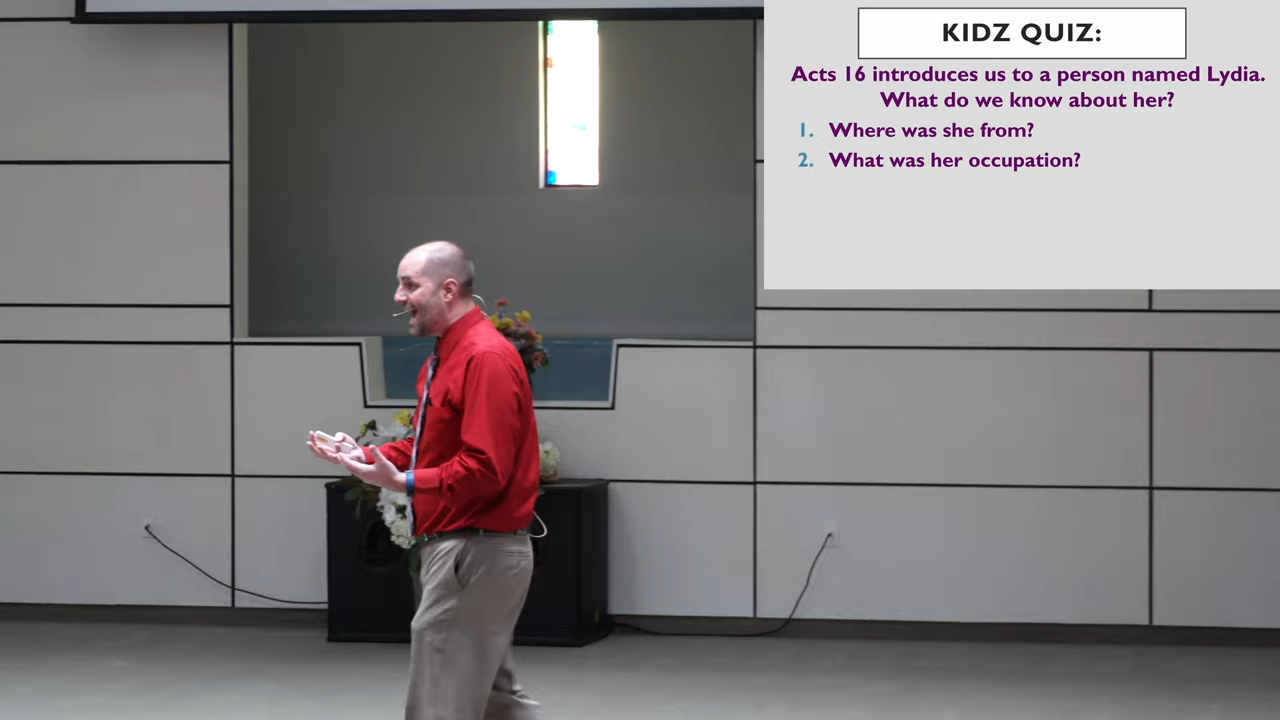 KIDZ QUIZ:
Acts 16 introduces us to a person named Lydia.
What do we know about her?
1. Where was she from?
2. What was her occupation?